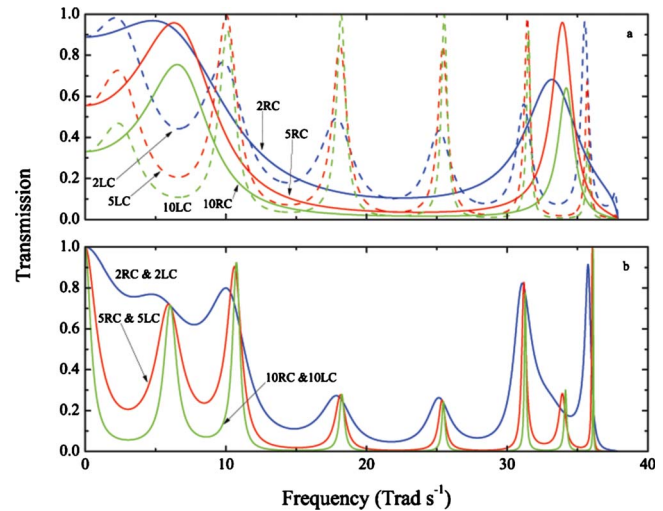 1.0
0.8
0.6
0.4
0.2
0.0
a
2RC
5RC
2LC
5LC
10LC
10RC
Transmission
1.0
0.8
0.6
0.4
0.2
0.0
b
2RC & 2LC
5RC & 5LC
10RC &10LC
0 10 20 30 40
Frequency (Trad s⁻¹)